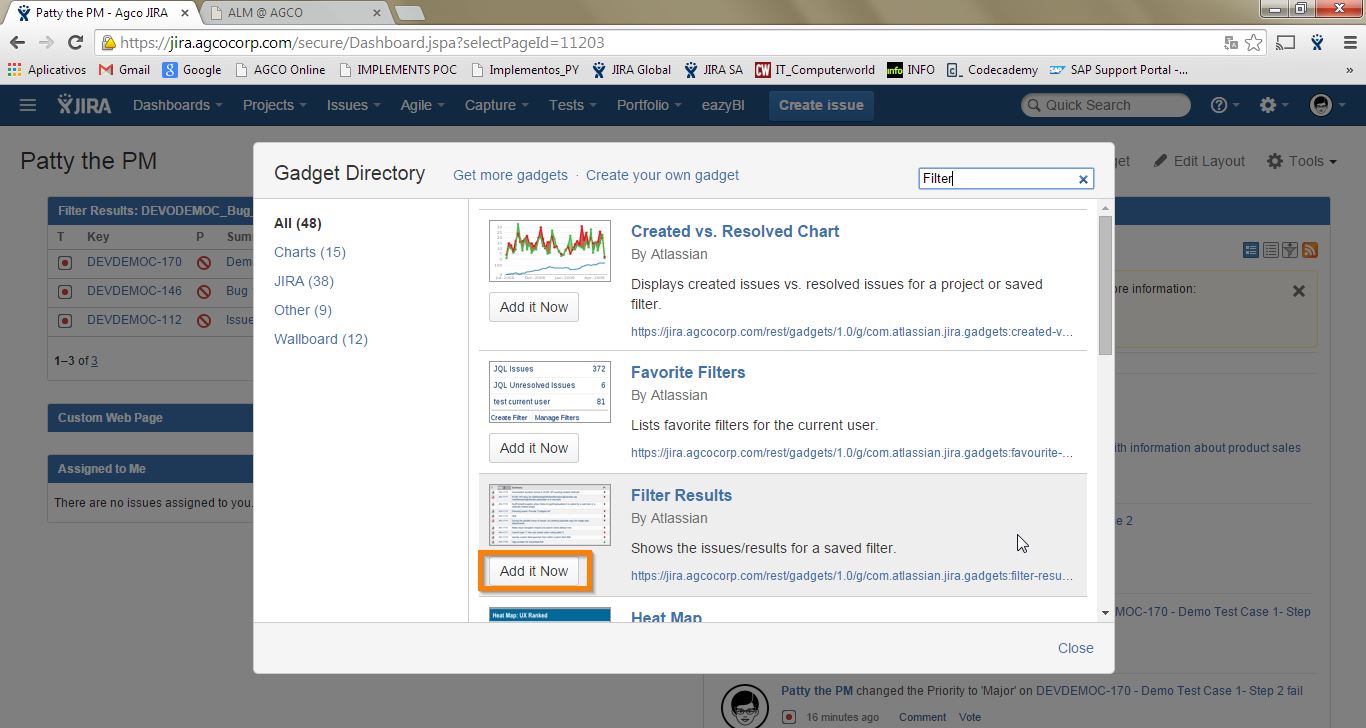 Patty the PM - Agco JIRA
ALM @ AGCO
https://jira.agcocorp.com/secure/Dashboard.jspa?selectPageId=11203
Aplicativos Gmail Google AGCO Online IMPLEMENTS POC Implementos_PY JIRA Global JIRA SA IT_Computerworld INFO Codecademy SAP Support Portal -... »
JIRA Dashboards Projects Issues Agile Capture Tests Portfolio eazyBI Create issue Quick Search
Patty the PM
get Edit Layout Tools
Filter Results: DEVODEMOC_Bug_
T Key P Sum
DEVDEMOC-170 Demo
DEVDEMOC-146 Bug
DEVDEMOC-112 Issue
1–3 of 3
Custom Web Page
Assigned to Me
There are no issues assigned to you.
Gadget Directory
Get more gadgets · Create your own gadget
Filter
All (48)
Charts (15)
JIRA (38)
Other (9)
Wallboard (12)
Created vs. Resolved Chart
By Atlassian
Displays created issues vs. resolved issues for a project or saved
filter.
https://jira.agcocorp.com/rest/gadgets/1.0/g/com.atlassian.jira.gadgets:created-v...
Add it Now
JQL Issues 372
JQL Unresolved Issues 6
test current user 81
Create Filter Manage Filters
Favorite Filters
By Atlassian
Lists favorite filters for the current user.
https://jira.agcocorp.com/rest/gadgets/1.0/g/com.atlassian.jira.gadgets:favourite-...
Add it Now
Filter Results
By Atlassian
Shows the issues/results for a saved filter.
https://jira.agcocorp.com/rest/gadgets/1.0/g/com.atlassian.jira.gadgets:filter-resu...
Add it Now
Heat Map: UX Ranked
Heat Map
Close
ore information:
th information about product sales
e 2
MOC-170 - Demo Test Case 1- Step
Patty the PM changed the Priority to 'Major' on DEVDEMOC-170 - Demo Test Case 1- Step 2 fail
16 minutes ago Comment Vote